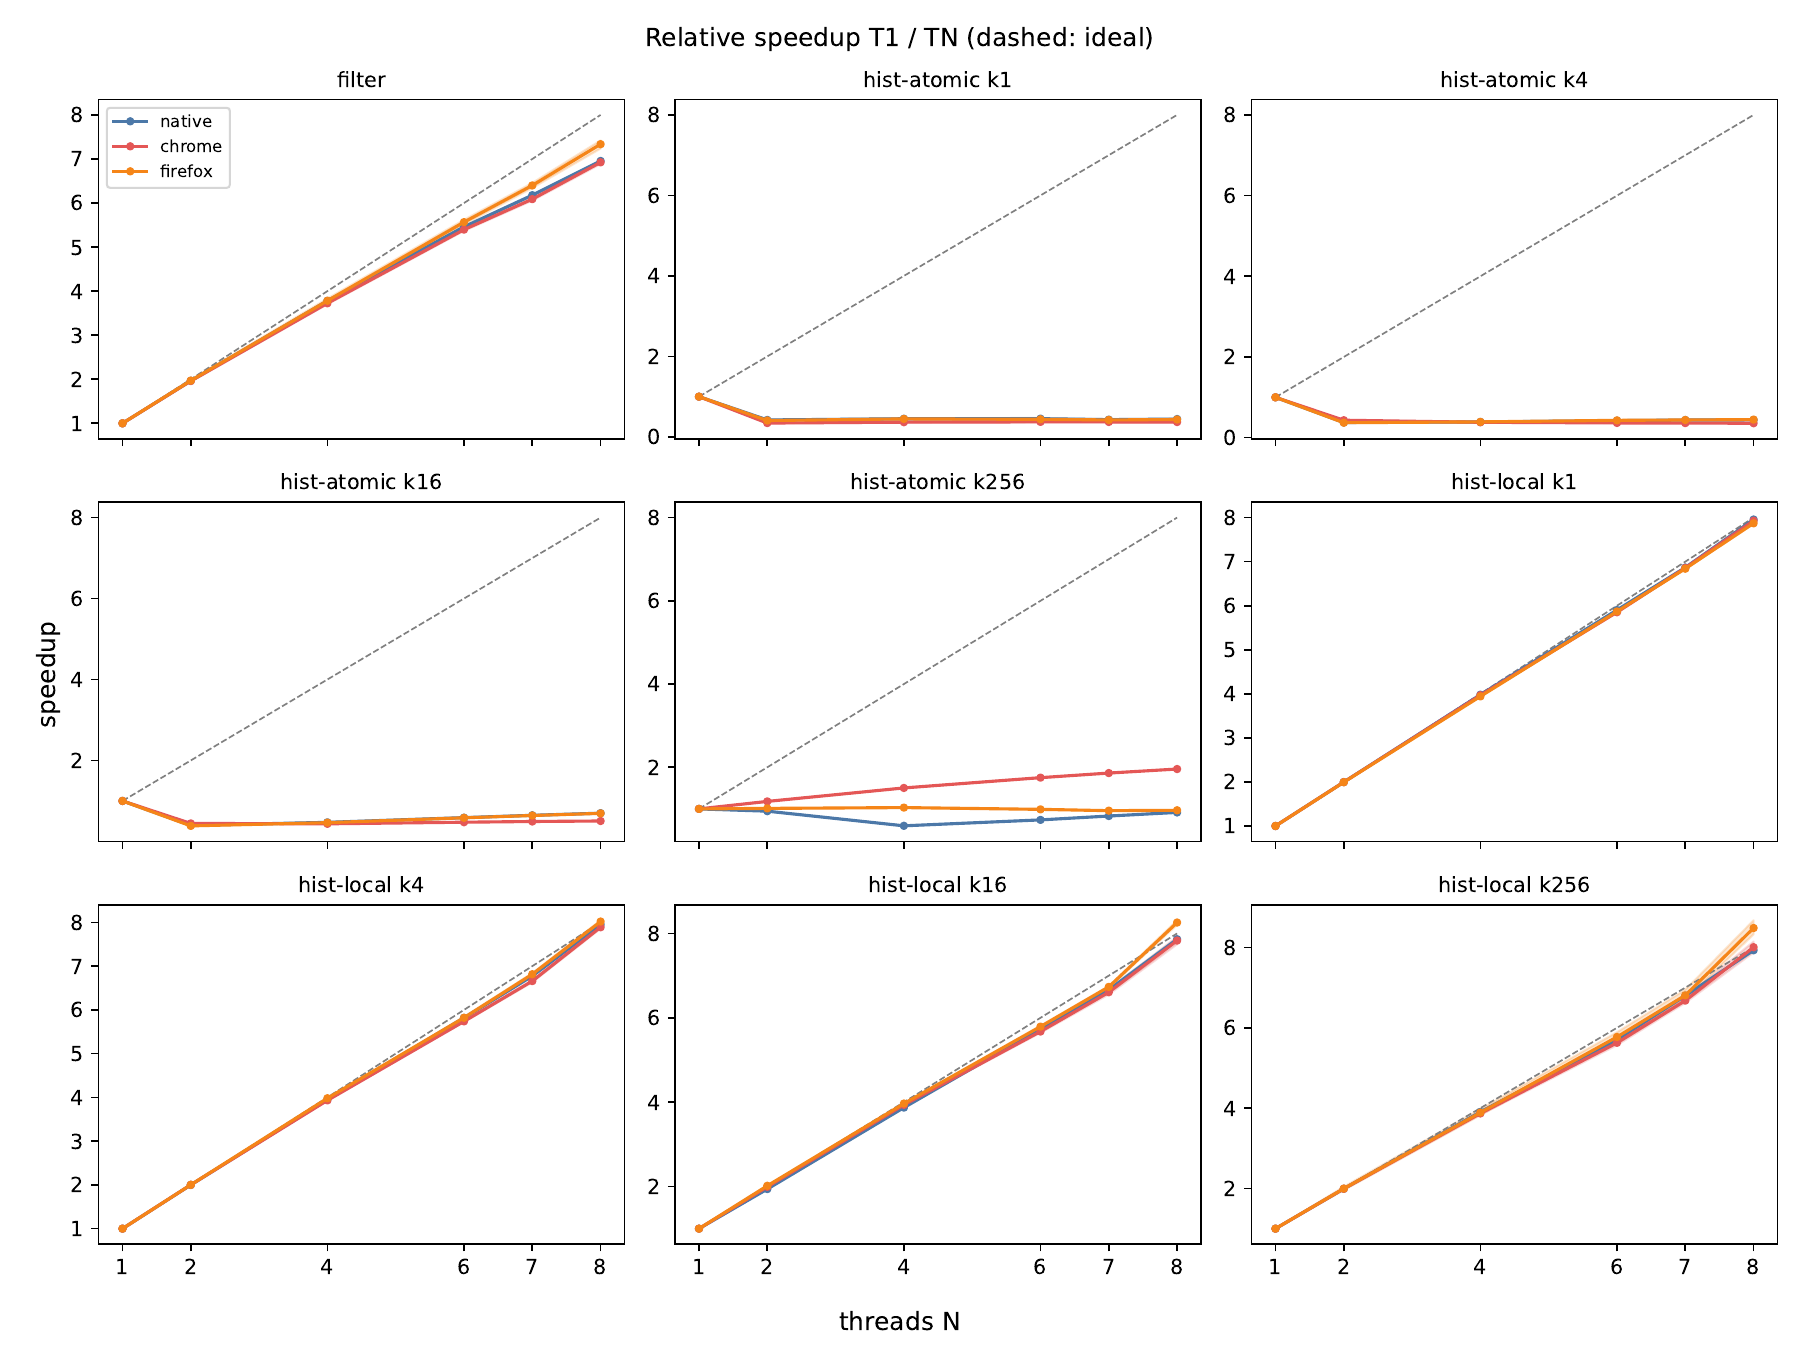 Relative speedup T1 / TN (dashed: ideal)
filter
hist-atomic k1
hist-atomic k4
8
7
6
5
4
3
2
1
native
chrome
firefox
8
6
4
2
0
8
6
4
2
0
hist-atomic k16
hist-atomic k256
hist-local k1
speedup
8
6
4
2
8
6
4
2
8
7
6
5
4
3
2
1
hist-local k4
hist-local k16
hist-local k256
8
7
6
5
4
3
2
1
8
6
4
2
8
6
4
2
1 2 4 6 7 8
1 2 4 6 7 8
1 2 4 6 7 8
threads N